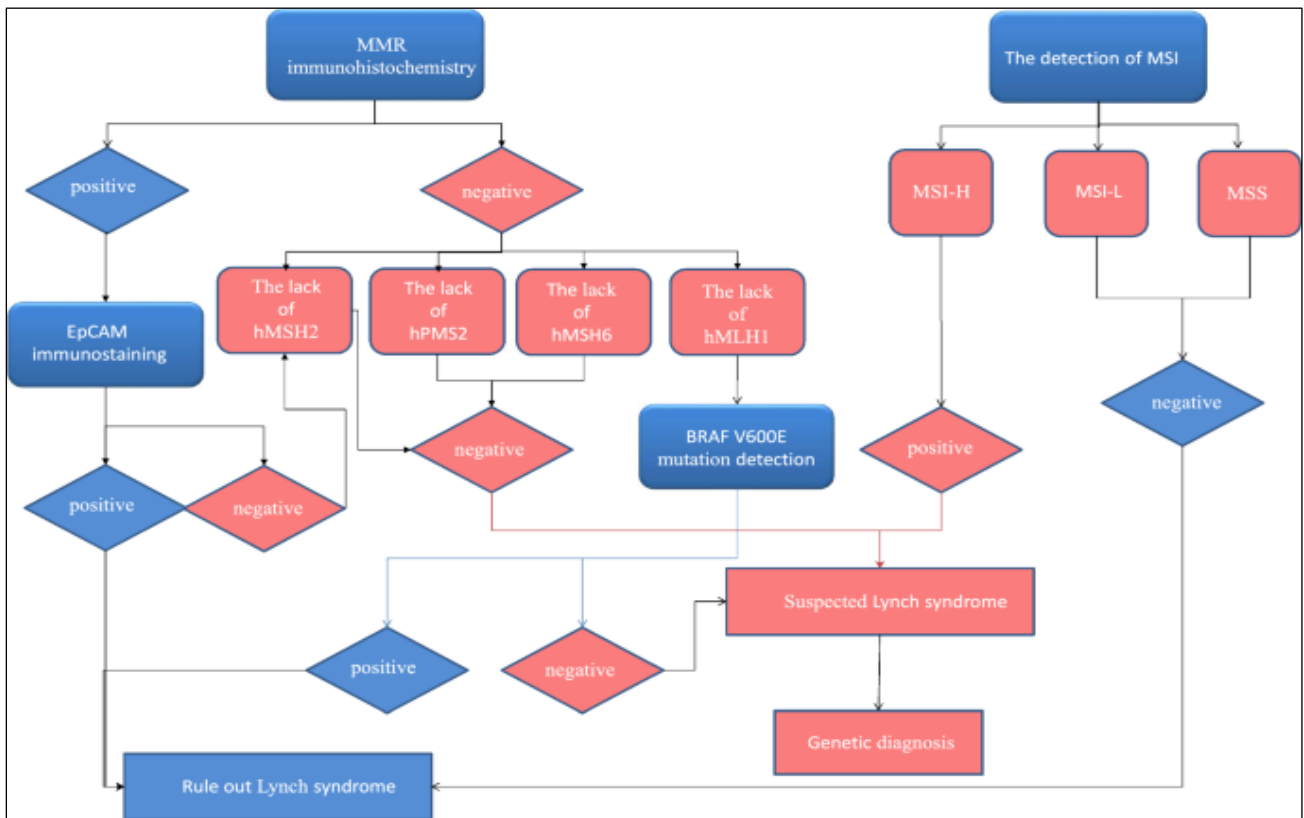 MMR
immunohistochemistry
The detection of MSI
positive
negative
MSI-H
MSI-L
MSS
The lack
of
hMSH2
The lack
of
hPMS2
The lack
of
hMSH6
The lack
of
hMLH1
EpCAM
immunostaining
negative
BRAF V600E
mutation detection
positive
negative
positive
negative
Suspected Lynch syndrome
positive
negative
Genetic diagnosis
Rule out Lynch syndrome